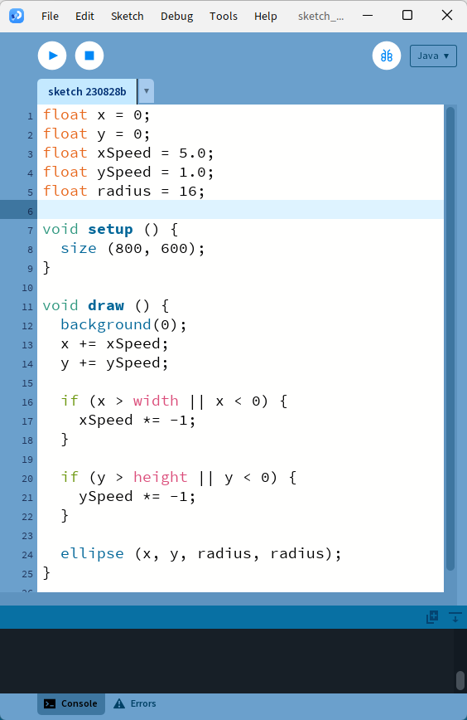 File Edit Sketch Debug Tools Help sketch_...
Java
sketch 230828b
1 float x = 0;
2 float y = 0;
3 float xSpeed = 5.0;
4 float ySpeed = 1.0;
5 float radius = 16;
6
7 void setup () {
8   size (800, 600);
9 }
10
11 void draw () {
12   background(0);
13   x += xSpeed;
14   y += ySpeed;
15
16   if (x > width || x < 0) {
17     xSpeed *= -1;
18   }
19
20   if (y > height || y < 0) {
21     ySpeed *= -1;
22   }
23
24   ellipse (x, y, radius, radius);
25 }
Console Errors